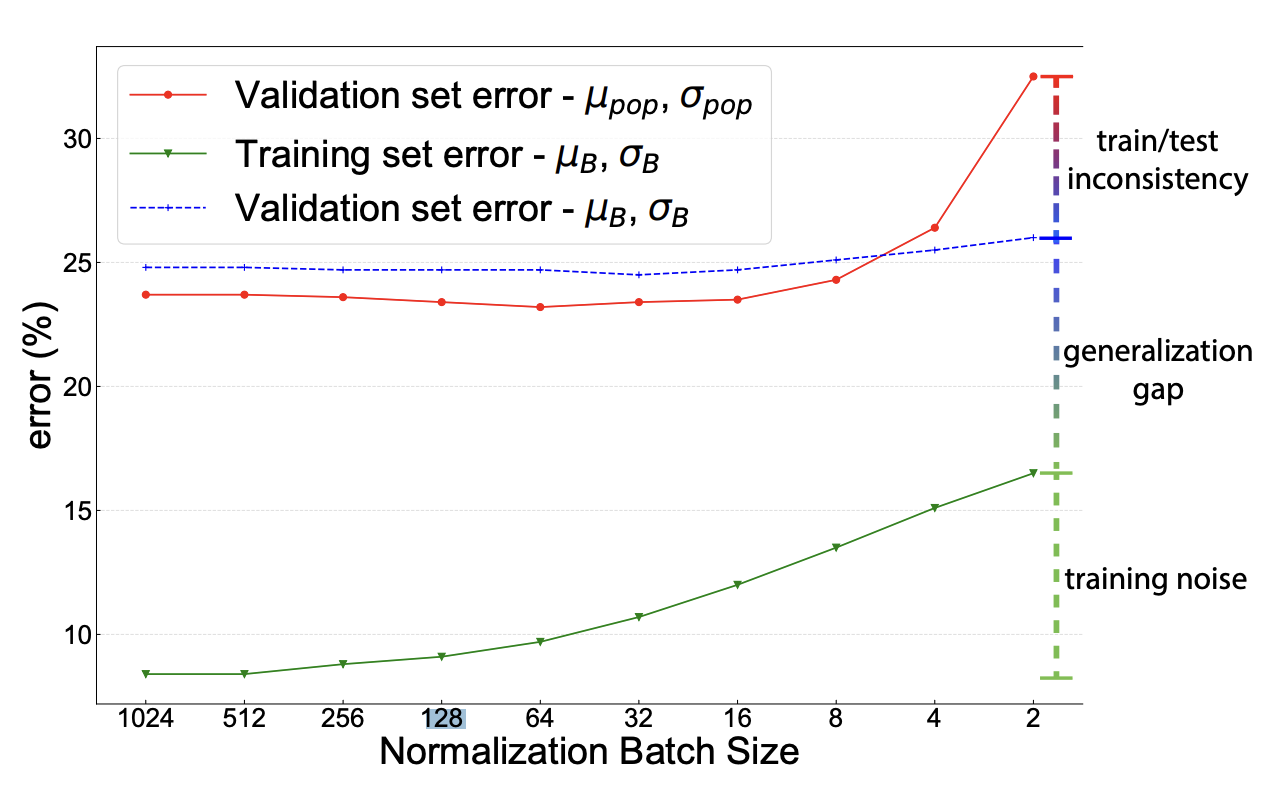 Validation set error - μpop, σpop
Training set error - μB, σB
Validation set error - μB, σB
error (%)
30
25
20
15
10
1024 512 256 128 64 32 16 8 4 2
Normalization Batch Size
train/test
inconsistency
generalization
gap
training noise